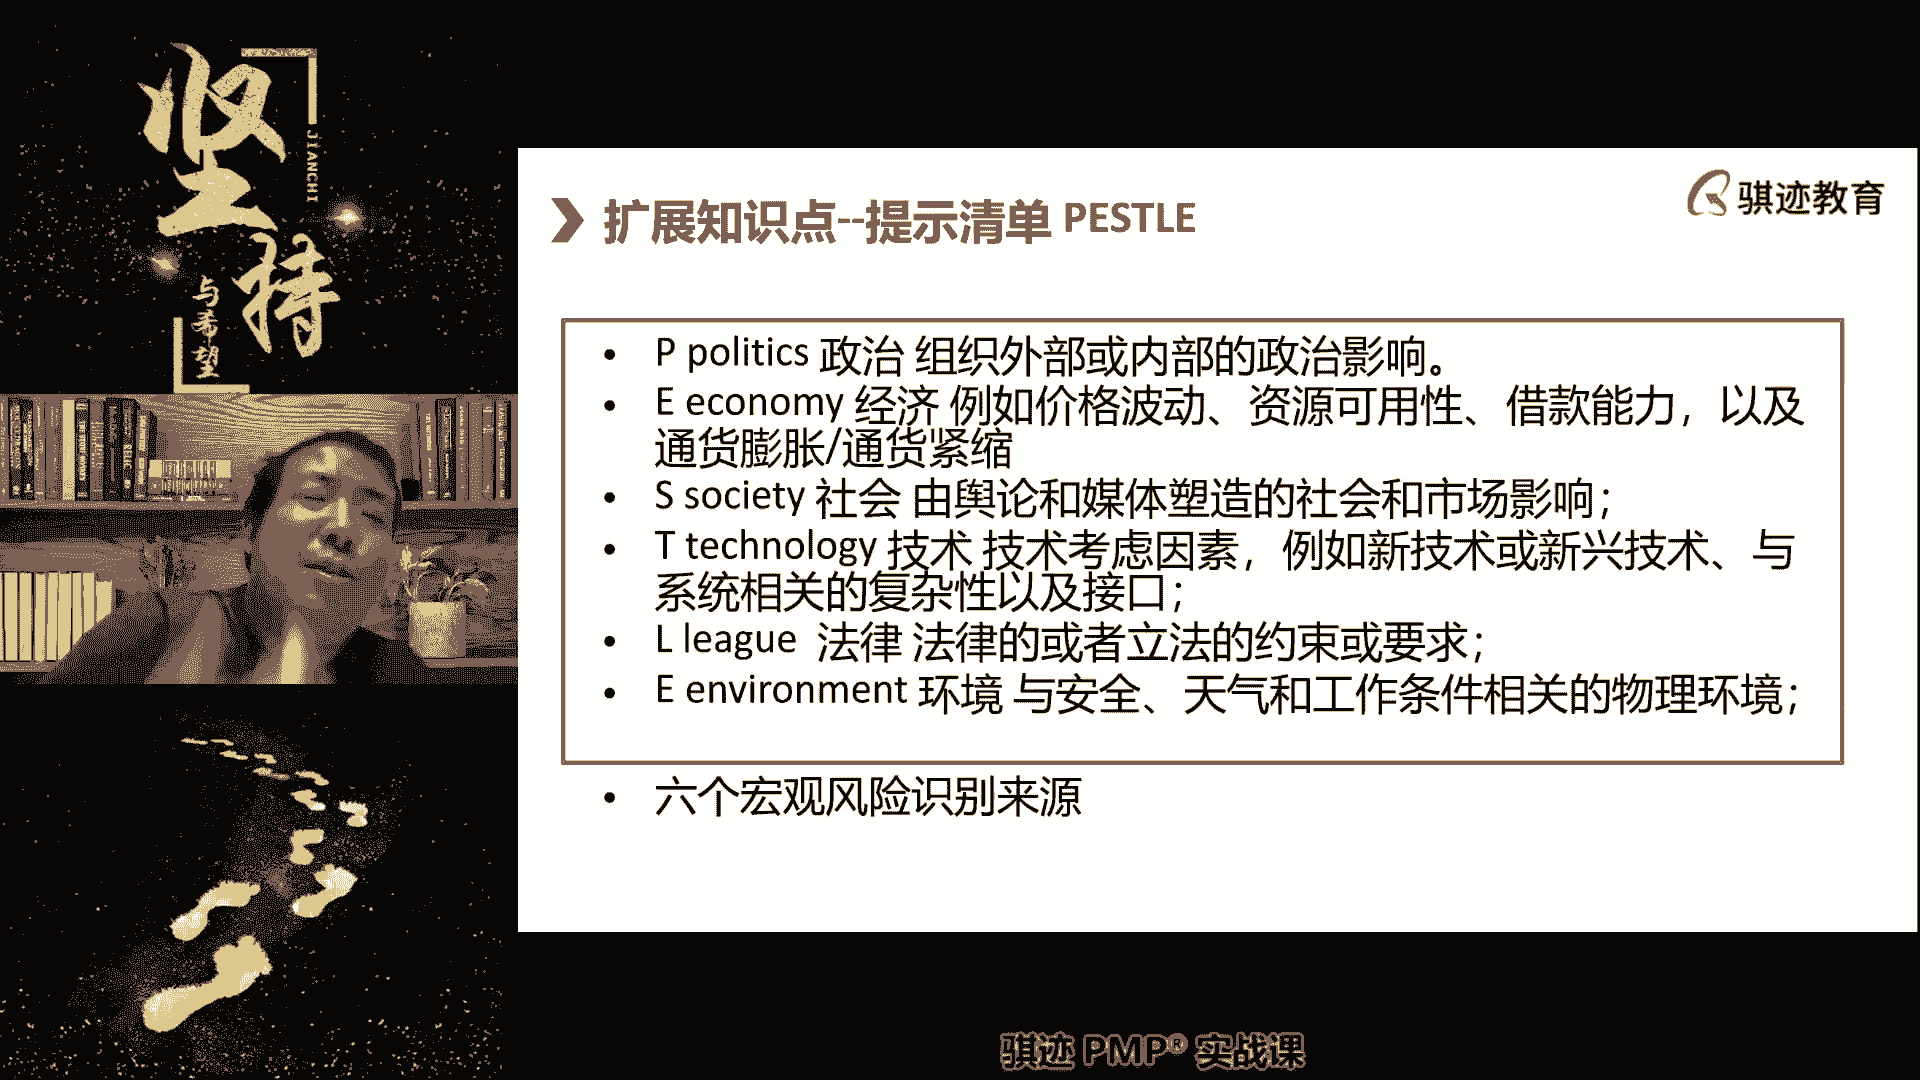 坚持
JIANCHI
与希望
骐迹教育
扩展知识点--提示清单 PESTLE
• P politics 政治 组织外部或内部的政治影响。
• E economy 经济 例如价格波动、资源可用性、借款能力，以及
通货膨胀/通货紧缩
• S society 社会 由舆论和媒体塑造的社会和市场影响；
• T technology 技术 技术考虑因素，例如新技术或新兴技术、与
系统相关的复杂性以及接口；
• L league 法律 法律的或者立法的约束或要求；
• E environment 环境 与安全、天气和工作条件相关的物理环境；
• 六个宏观风险识别来源
骐迹 PMP® 实战课